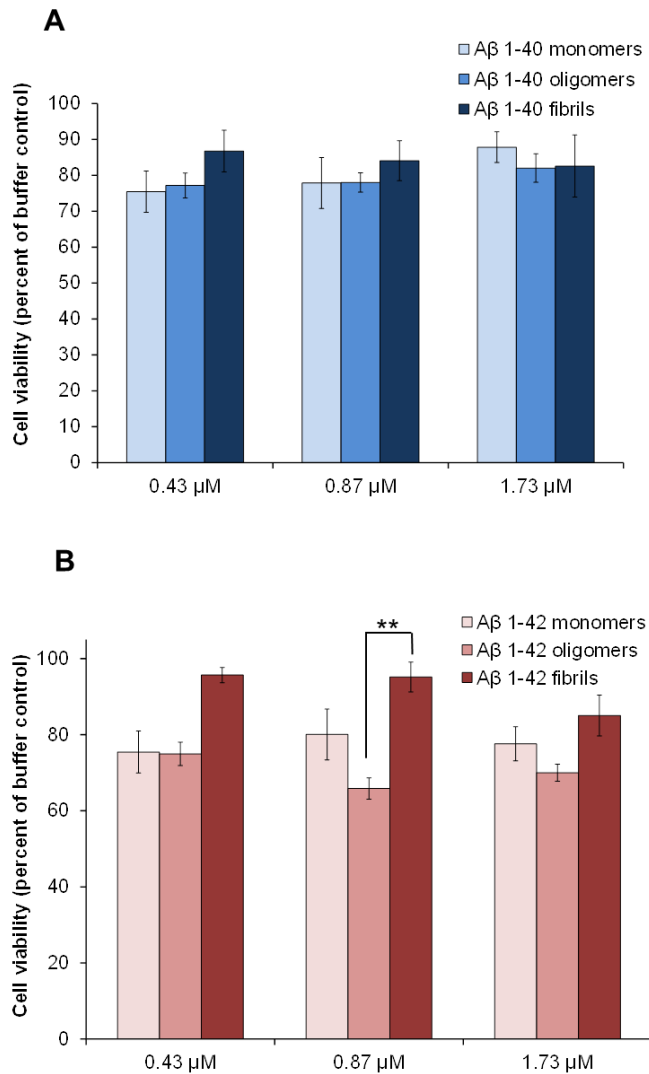 A
Aβ 1-40 monomers
Aβ 1-40 oligomers
Aβ 1-40 fibrils
Cell viability (percent of buffer control)
100
90
80
70
60
50
40
30
20
10
0
0.43 µM 0.87 µM 1.73 µM
B
Aβ 1-42 monomers
Aβ 1-42 oligomers
Aβ 1-42 fibrils
**
Cell viability (percent of buffer control)
100
80
60
40
20
0
0.43 µM 0.87 µM 1.73 µM